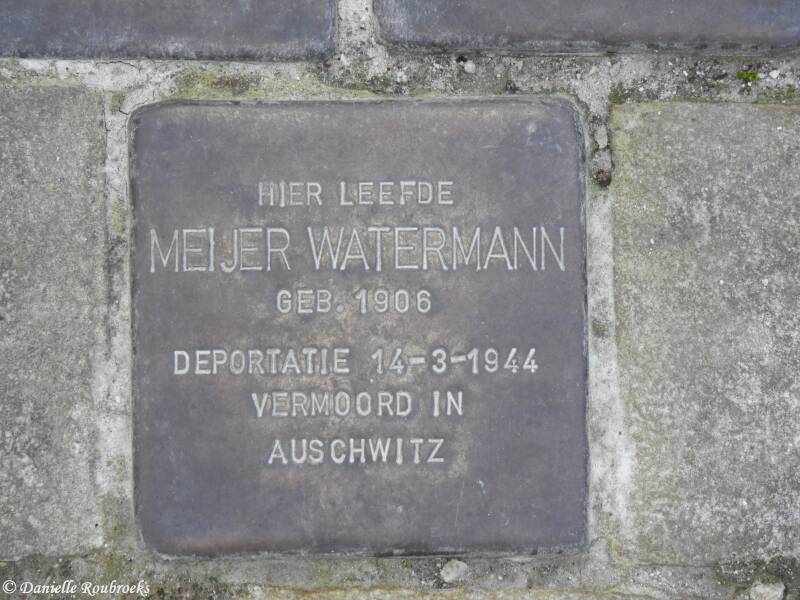 HIER LEEFDE
MEIJER WATERMANN
GEB. 1906
DEPORTATIE 14-3-1944
VERMOORD IN
AUSCHWITZ
© Danielle Roubroeks